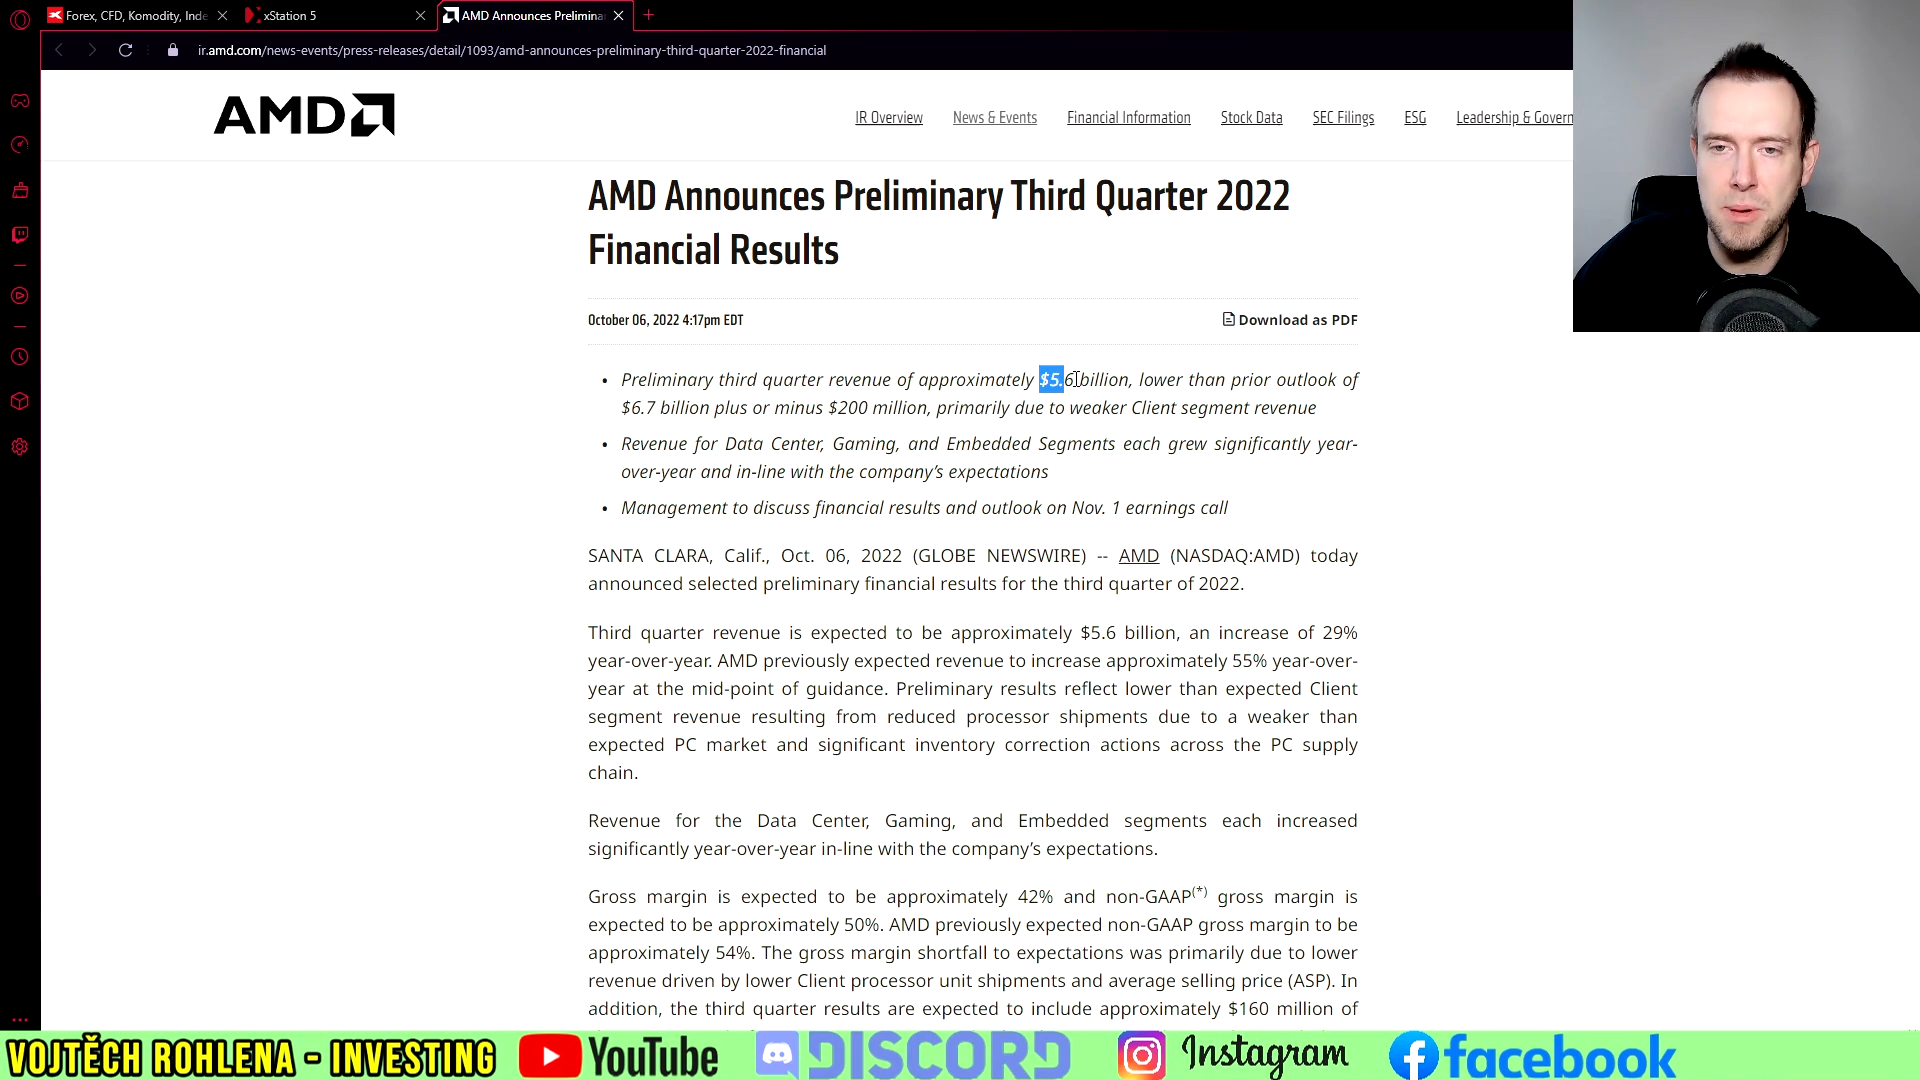 Forex, CFD, Komodity, Inde
xStation 5
AMD Announces Prelimina
ir.amd.com/news-events/press-releases/detail/1093/amd-announces-preliminary-third-quarter-2022-financial
AMD
IR Overview
News & Events
Financial Information
Stock Data
SEC Filings
ESG
Leadership & Govern
AMD Announces Preliminary Third Quarter 2022
Financial Results
October 06, 2022 4:17pm EDT
Download as PDF
• Preliminary third quarter revenue of approximately $5.6 billion, lower than prior outlook of
$6.7 billion plus or minus $200 million, primarily due to weaker Client segment revenue
• Revenue for Data Center, Gaming, and Embedded Segments each grew significantly year-
over-year and in-line with the company’s expectations
• Management to discuss financial results and outlook on Nov. 1 earnings call
SANTA CLARA, Calif., Oct. 06, 2022 (GLOBE NEWSWIRE) -- AMD (NASDAQ:AMD) today
announced selected preliminary financial results for the third quarter of 2022.
Third quarter revenue is expected to be approximately $5.6 billion, an increase of 29%
year-over-year. AMD previously expected revenue to increase approximately 55% year-over-
year at the mid-point of guidance. Preliminary results reflect lower than expected Client
segment revenue resulting from reduced processor shipments due to a weaker than
expected PC market and significant inventory correction actions across the PC supply
chain.
Revenue for the Data Center, Gaming, and Embedded segments each increased
significantly year-over-year in-line with the company’s expectations.
Gross margin is expected to be approximately 42% and non-GAAP(*) gross margin is
expected to be approximately 50%. AMD previously expected non-GAAP gross margin to be
approximately 54%. The gross margin shortfall to expectations was primarily due to lower
revenue driven by lower Client processor unit shipments and average selling price (ASP). In
addition, the third quarter results are expected to include approximately $160 million of
VOJTĚCH ROHLENA - INVESTING
YouTube
DISCORD
Instagram
facebook